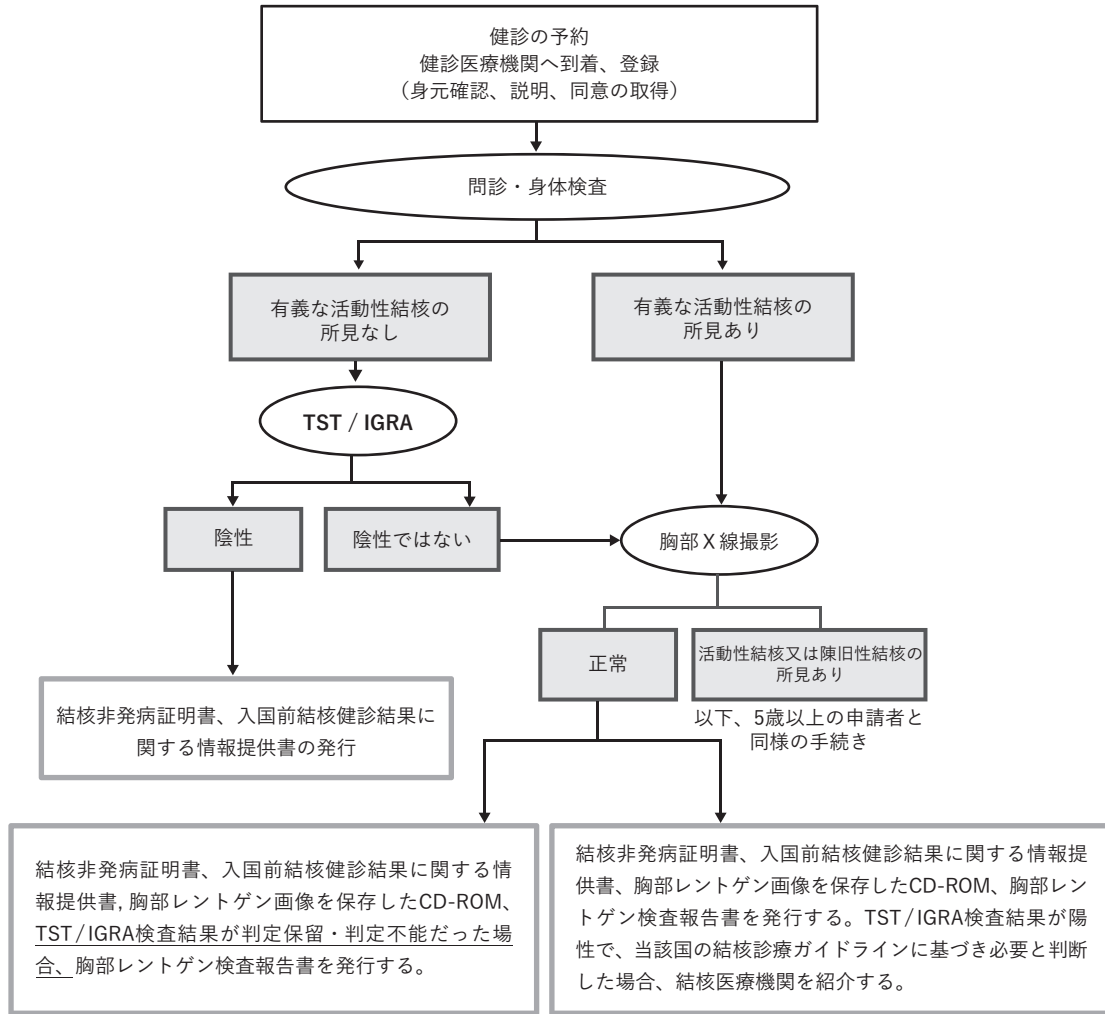 健診の予約
健診医療機関へ到着、登録
（身元確認、説明、同意の取得）
問診・身体検査
有義な活動性結核の
所見なし
有義な活動性結核の
所見あり
TST / IGRA
陰性
陰性ではない
胸部X線撮影
正常
活動性結核又は陳旧性結核の
所見あり
以下、5歳以上の申請者と
同様の手続き
結核非発病証明書、入国前結核健診結果に
関する情報提供書の発行
結核非発病証明書、入国前結核健診結果に関する情
報提供書, 胸部レントゲン画像を保存したCD-ROM、
TST/IGRA検査結果が判定保留・判定不能だった場
合、胸部レントゲン検査報告書を発行する。
結核非発病証明書、入国前結核健診結果に関する情報提
供書、胸部レントゲン画像を保存したCD-ROM、胸部レン
トゲン検査報告書を発行する。TST/IGRA検査結果が陽
性で、当該国の結核診療ガイドラインに基づき必要と判断
した場合、結核医療機関を紹介する。